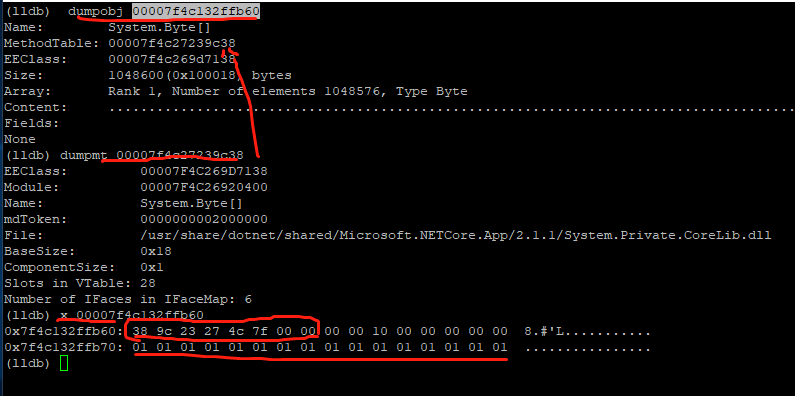 (lldb)  dumpobj 00007f4c132ffb60
Name:        System.Byte[]
MethodTable: 00007f4c27239c38
EEClass:     00007f4c269d7138
Size:        1048600(0x100018) bytes
Array:       Rank 1, Number of elements 1048576, Type Byte
Content:     .......................................................................................
Fields:
None
(lldb) dumpmt 00007f4c27239c38
EEClass:         00007F4C269D7138
Module:          00007F4C26920400
Name:            System.Byte[]
mdToken:         0000000002000000
File:            /usr/share/dotnet/shared/Microsoft.NETCore.App/2.1.1/System.Private.CoreLib.dll
BaseSize:        0x18
ComponentSize:   0x1
Slots in VTable: 28
Number of IFaces in IFaceMap: 6
(lldb) x 00007f4c132ffb60
0x7f4c132ffb60: 38 9c 23 27 4c 7f 00 00 00 00 10 00 00 00 00 00  8.#'L...........
0x7f4c132ffb70: 01 01 01 01 01 01 01 01 01 01 01 01 01 01 01 01  ................
(lldb)